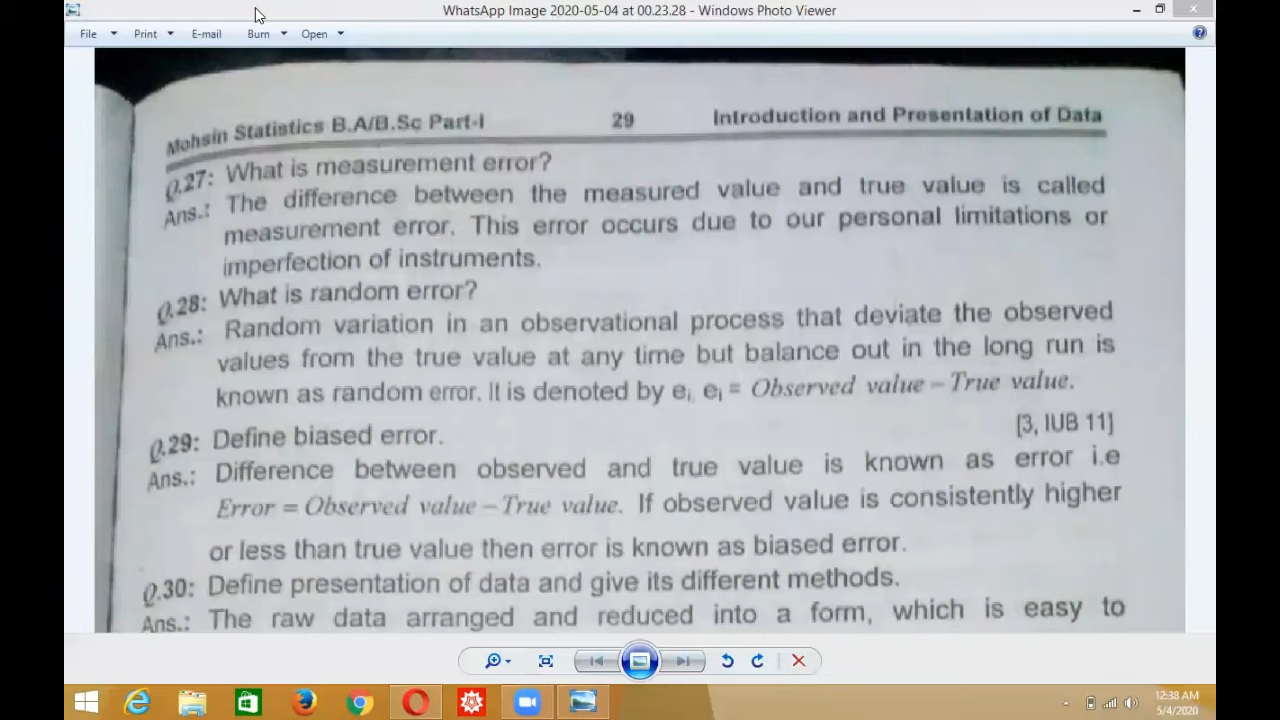 WhatsApp Image 2020-05-04 at 00.23.28 - Windows Photo Viewer
File Print E-mail Burn Open
Mohsin Statistics B.A/B.Sc Part-I 29 Introduction and Presentation of Data
Q.27: What is measurement error?
Ans.: The difference between the measured value and true value is called
measurement error. This error occurs due to our personal limitations or
imperfection of instruments.
Q.28: What is random error?
Ans.: Random variation in an observational process that deviate the observed
values from the true value at any time but balance out in the long run is
known as random error. It is denoted by eᵢ, eᵢ = Observed value – True value.
Q.29: Define biased error. [3, IUB 11]
Ans.: Difference between observed and true value is known as error i.e
Error = Observed value – True value. If observed value is consistently higher
or less than true value then error is known as biased error.
Q.30: Define presentation of data and give its different methods.
Ans.: The raw data arranged and reduced into a form, which is easy to
12:38 AM
5/4/2020